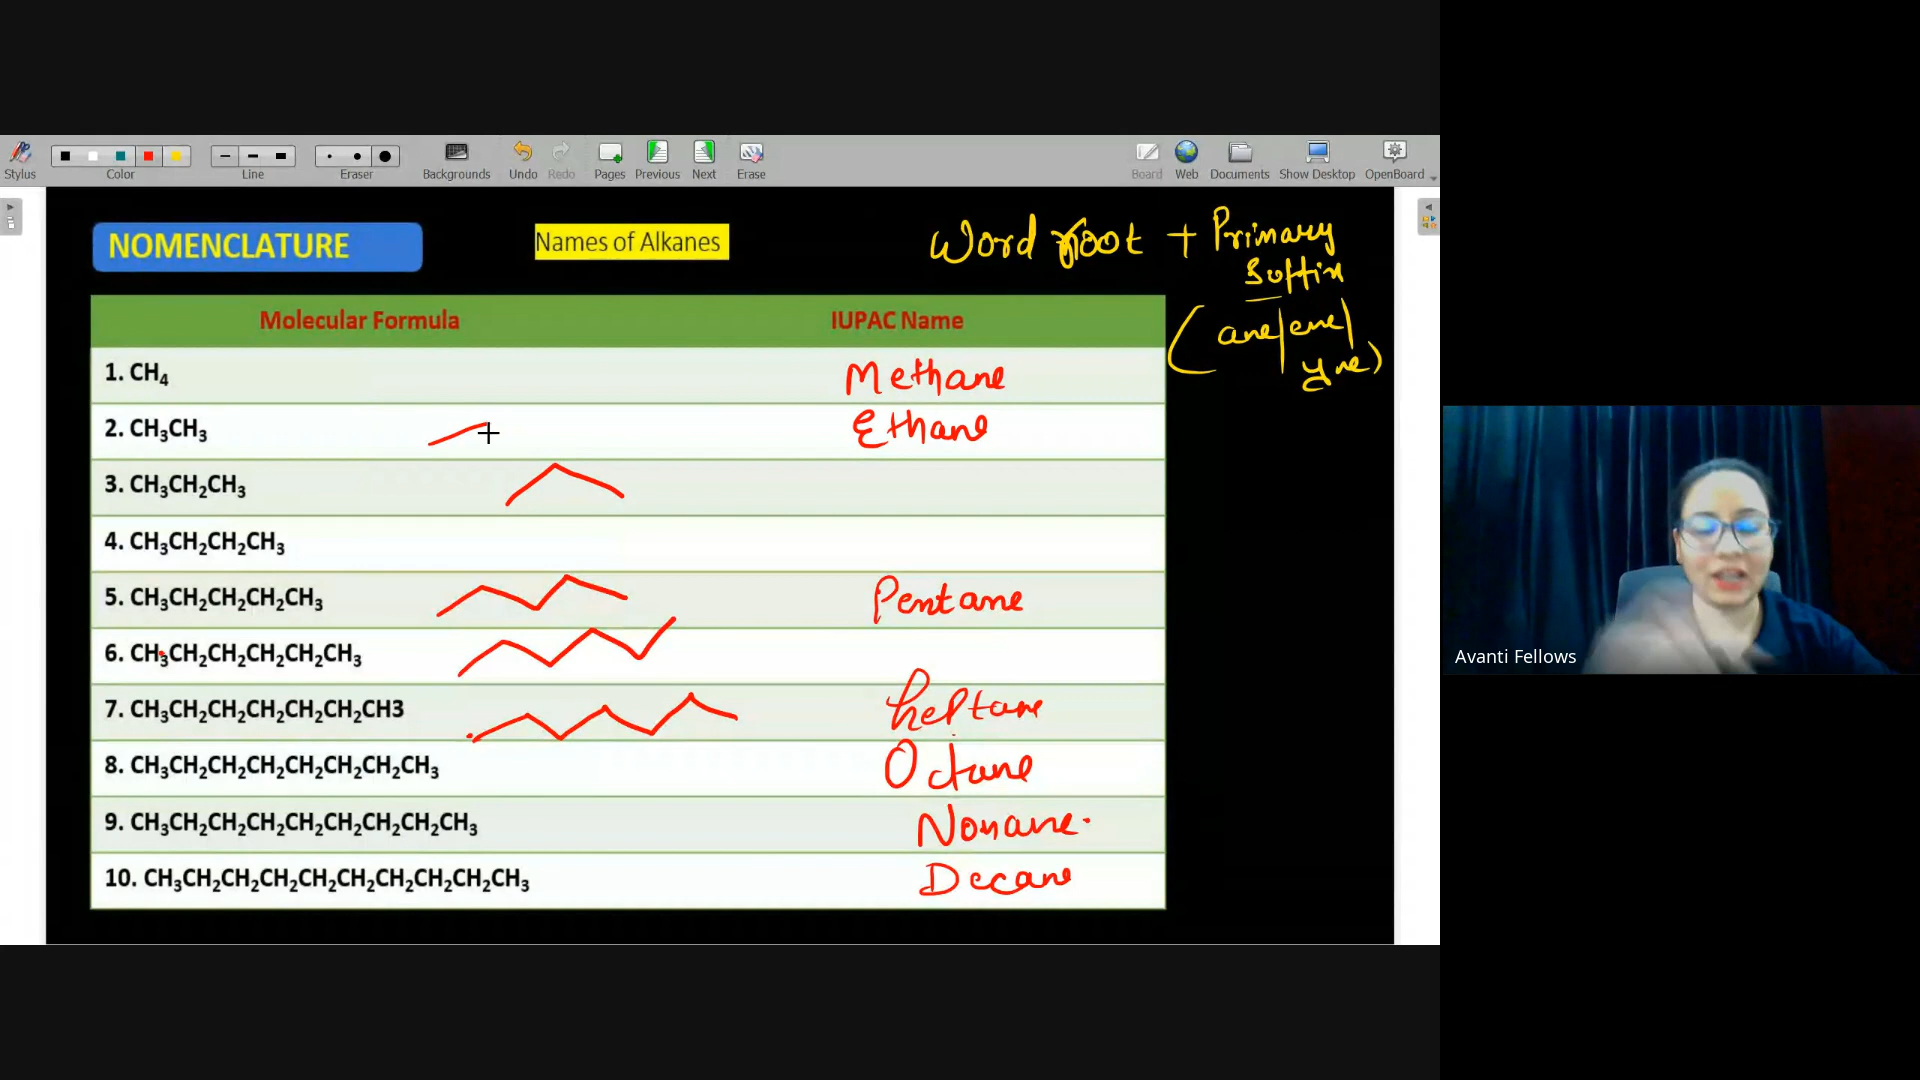 Stylus
Color
Line
Eraser
Backgrounds
Undo
Redo
Pages
Previous
Next
Erase
Board
Web
Documents
Show Desktop
OpenBoard
NOMENCLATURE
Names of Alkanes
Word root + Primary
Suffix
(ane/ene/
yne)
Molecular Formula IUPAC Name
1. CH₄ Methane
2. CH₃CH₃ Ethane
3. CH₃CH₂CH₃
4. CH₃CH₂CH₂CH₃
5. CH₃CH₂CH₂CH₂CH₃ Pentane
6. CH₃CH₂CH₂CH₂CH₂CH₃
7. CH₃CH₂CH₂CH₂CH₂CH₂CH3 heptane
8. CH₃CH₂CH₂CH₂CH₂CH₂CH₂CH₃ Octane
9. CH₃CH₂CH₂CH₂CH₂CH₂CH₂CH₂CH₃ Nonane
10. CH₃CH₂CH₂CH₂CH₂CH₂CH₂CH₂CH₂CH₃ Decane
Avanti Fellows